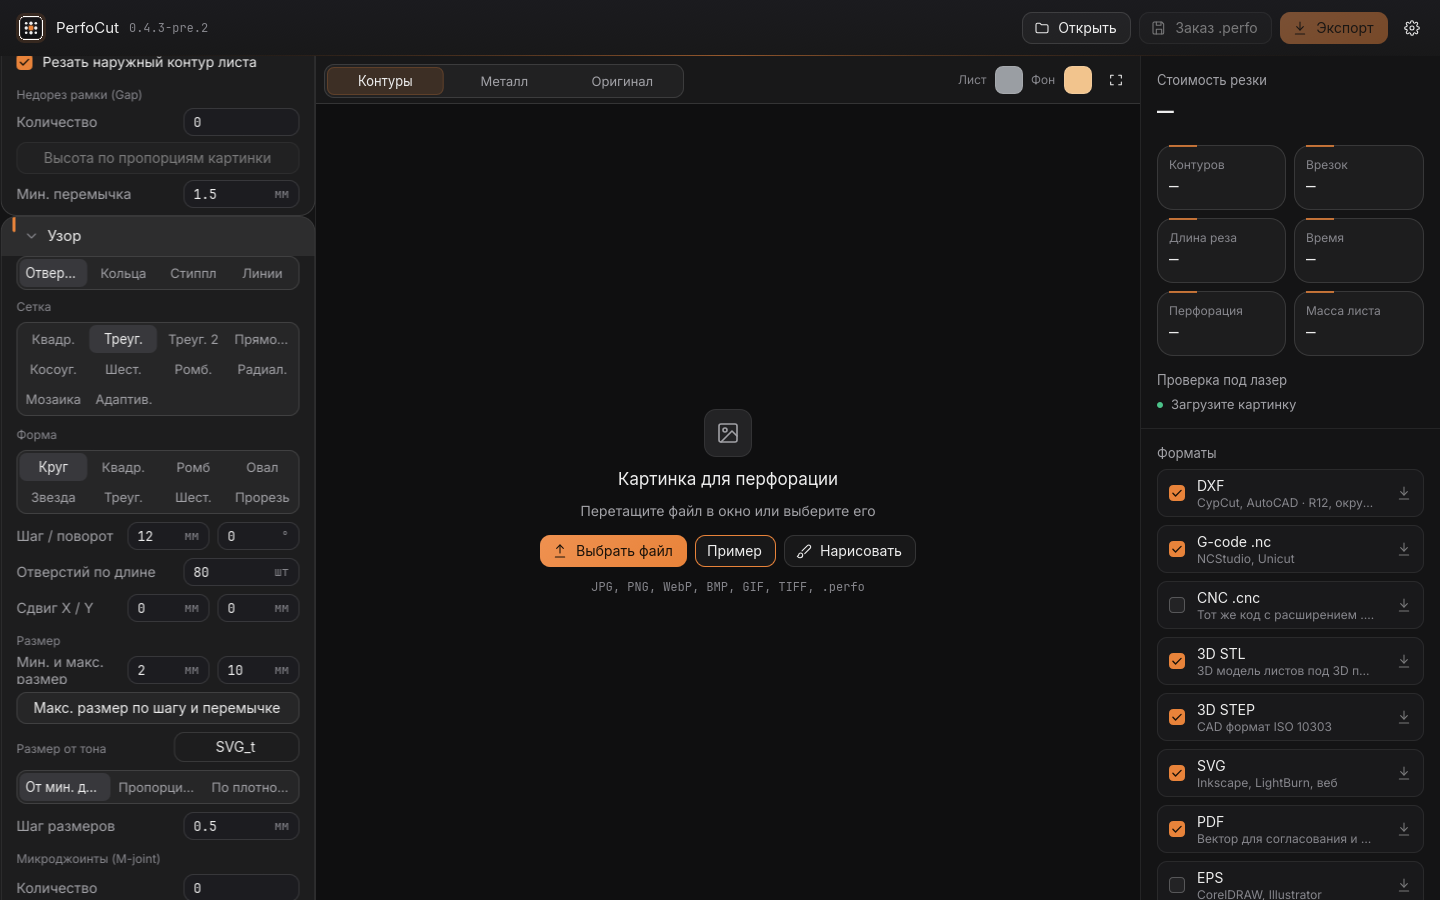 PerfoCut 0.4.3-pre.2
Открыть
Заказ .perfo
Экспорт
Резать наружный контур листа
Недорез рамки (Gap)
Количество 0
Высота по пропорциям картинки
Мин. перемычка 1.5 мм
Узор
Отвер... Кольца Стиппл Линии
Сетка
Квадр. Треуг. Треуг. 2 Прямо...
Косоуг. Шест. Ромб. Радиал.
Мозаика Адаптив.
Форма
Круг Квадр. Ромб Овал
Звезда Треуг. Шест. Прорезь
Шаг / поворот 12 мм 0 °
Отверстий по длине 80 шт
Сдвиг X / Y 0 мм 0 мм
Размер
Мин. и макс. размер 2 мм 10 мм
Макс. размер по шагу и перемычке
Размер от тона SVG_t
От мин. д... Пропорци... По плотно...
Шаг размеров 0.5 мм
Микроджоинты (M-joint)
Количество 0
Контуры Металл Оригинал
Лист Фон
Картинка для перфорации
Перетащите файл в окно или выберите его
Выбрать файл Пример Нарисовать
JPG, PNG, WebP, BMP, GIF, TIFF, .perfo
Стоимость резки
—
Контуров Врезок
— —
Длина реза Время
— —
Перфорация Масса листа
— —
Проверка под лазер
Загрузите картинку
Форматы
DXF
CypCut, AutoCAD · R12, окру...
G-code .nc
NCStudio, Unicut
CNC .cnc
Тот же код с расширением ....
3D STL
3D модель листов под 3D п...
3D STEP
CAD формат ISO 10303
SVG
Inkscape, LightBurn, веб
PDF
Вектор для согласования и ...
EPS
CorelDRAW, Illustrator